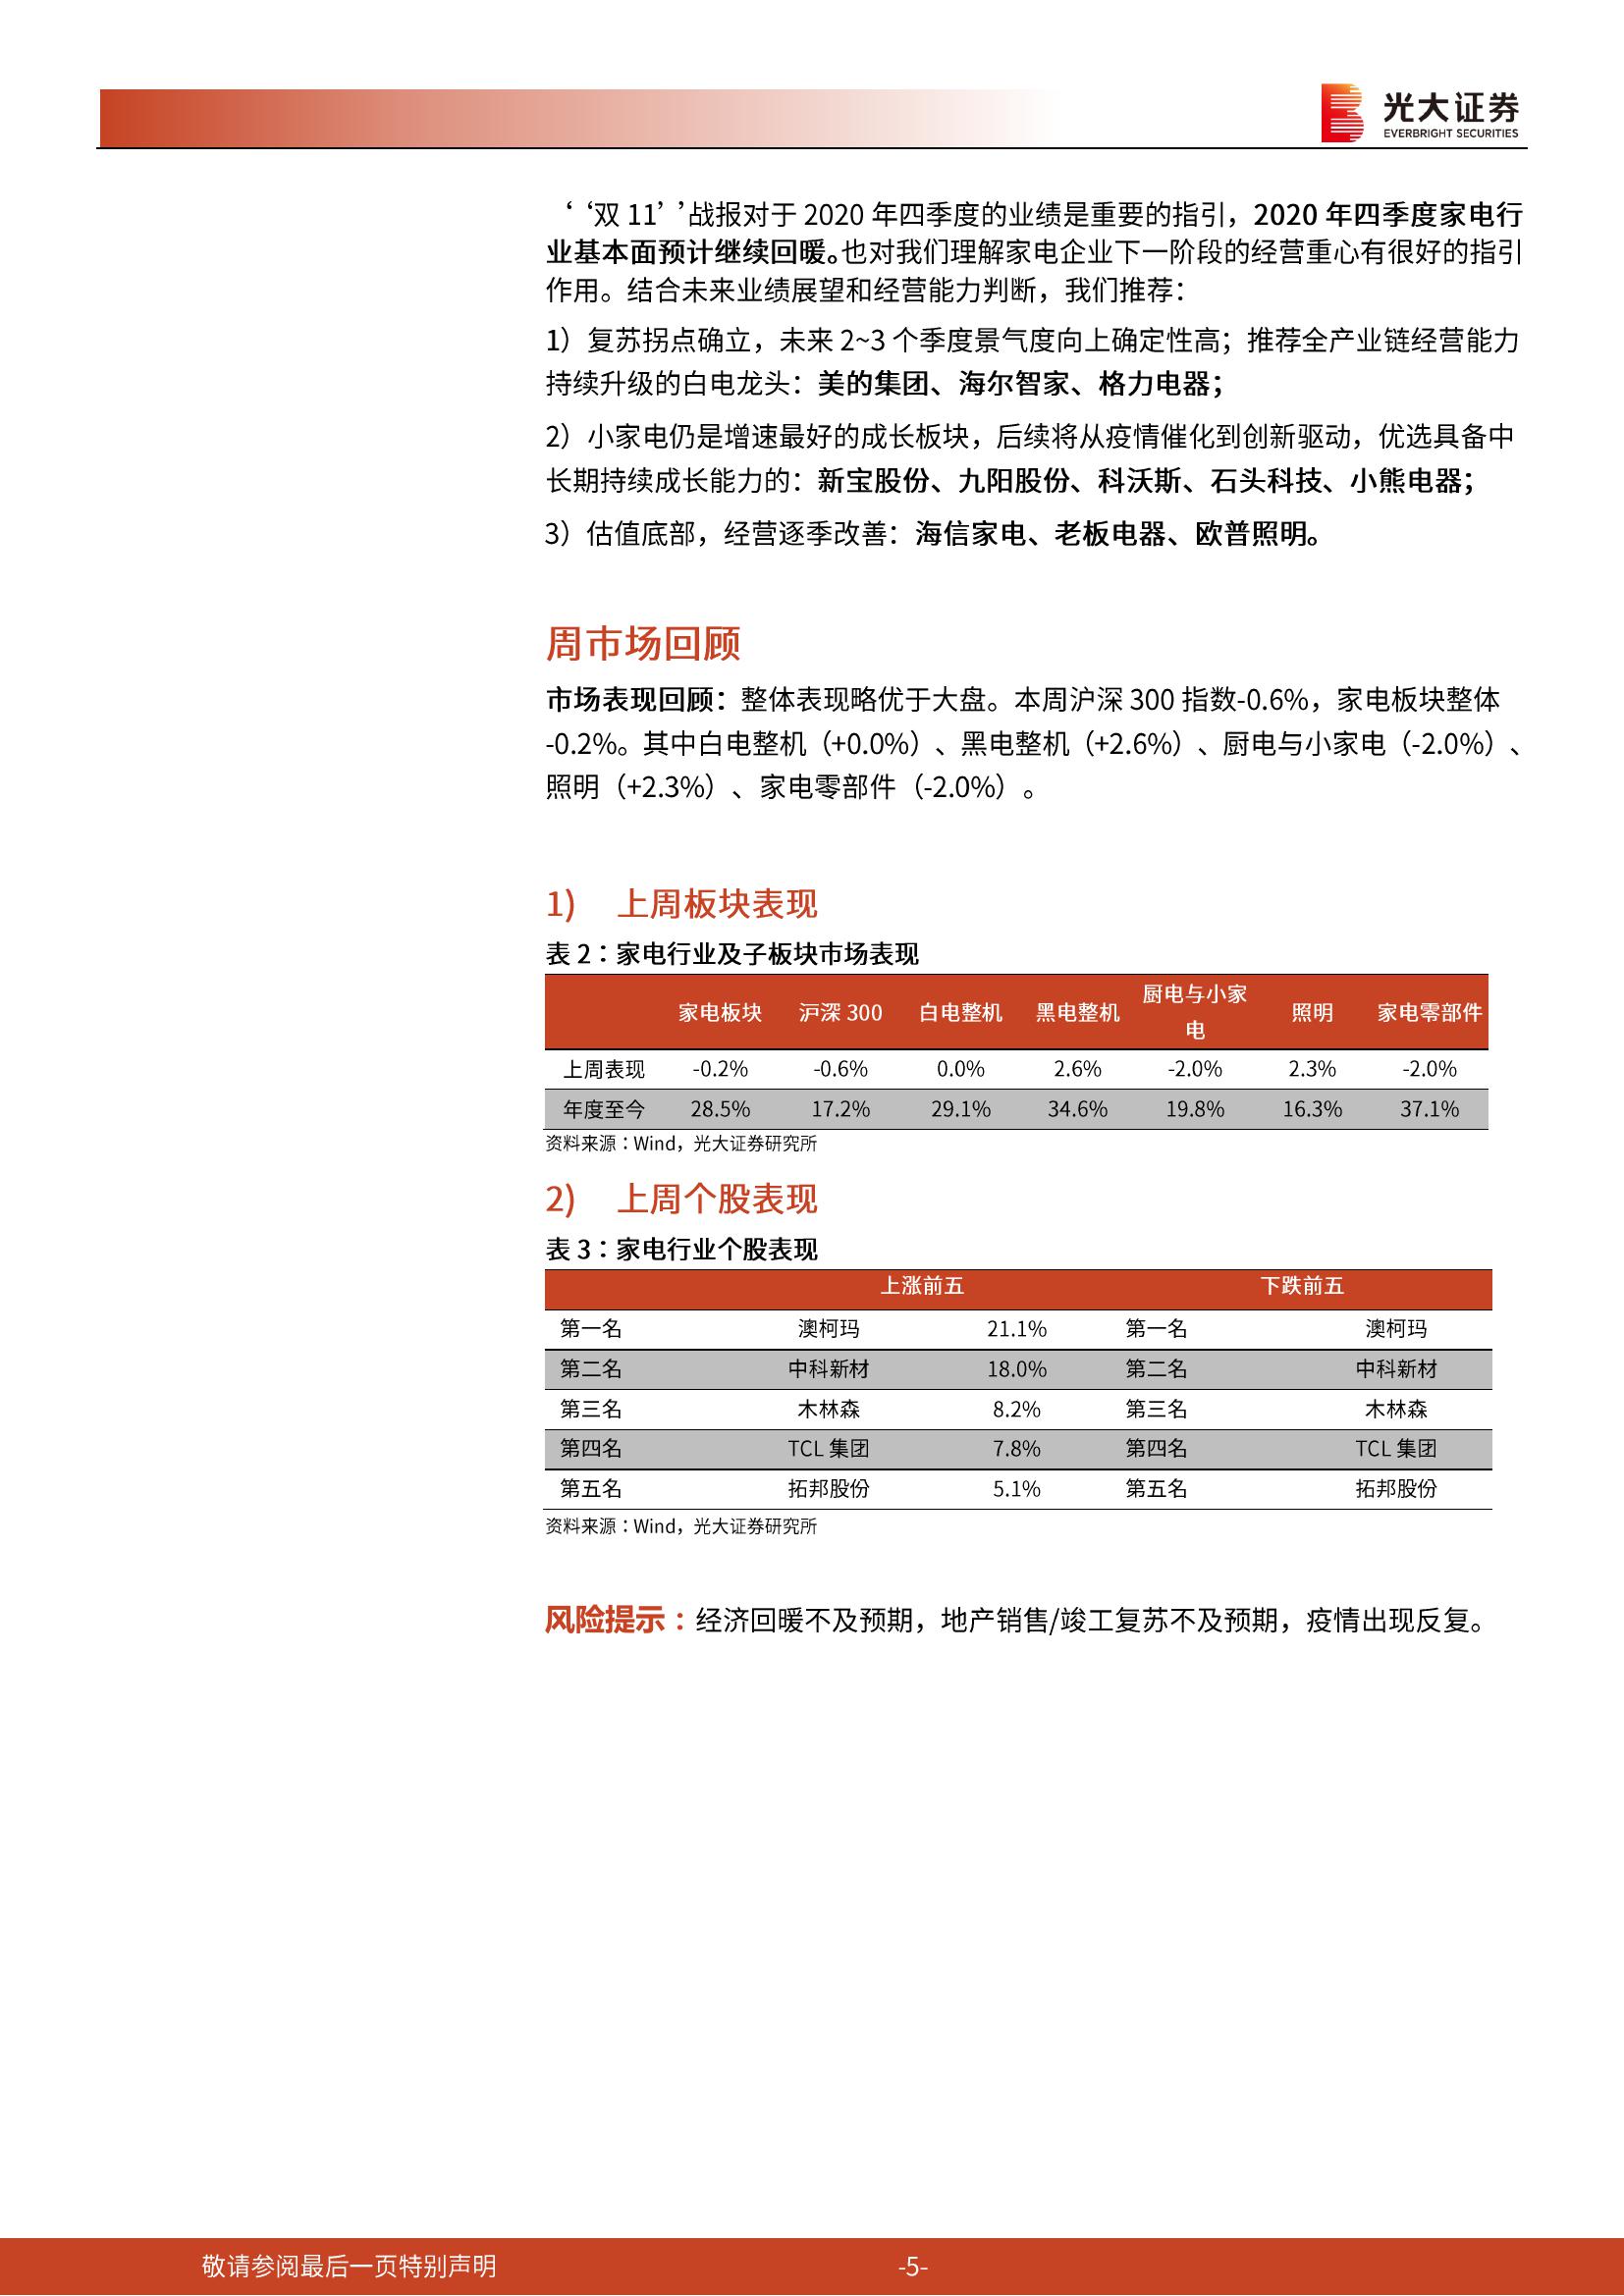 光大证券
EVERBRIGHT SECURITIES
‘‘双 11’’战报对于 2020 年四季度的业绩是重要的指引，2020 年四季度家电行
业基本面预计继续回暖。也对我们理解家电企业下一阶段的经营重心有很好的指引
作用。结合未来业绩展望和经营能力判断，我们推荐：
1）复苏拐点确立，未来 2~3 个季度景气度向上确定性高；推荐全产业链经营能力
持续升级的白电龙头：美的集团、海尔智家、格力电器；
2）小家电仍是增速最好的成长板块，后续将从疫情催化到创新驱动，优选具备中
长期持续成长能力的：新宝股份、九阳股份、科沃斯、石头科技、小熊电器；
3）估值底部，经营逐季改善：海信家电、老板电器、欧普照明。
周市场回顾
市场表现回顾：整体表现略优于大盘。本周沪深 300 指数-0.6%，家电板块整体
-0.2%。其中白电整机（+0.0%）、黑电整机（+2.6%）、厨电与小家电（-2.0%）、
照明（+2.3%）、家电零部件（-2.0%）。
1) 上周板块表现
表 2：家电行业及子板块市场表现
家电板块 沪深 300 白电整机 黑电整机 厨电与小家电 照明 家电零部件
上周表现 -0.2% -0.6% 0.0% 2.6% -2.0% 2.3% -2.0%
年度至今 28.5% 17.2% 29.1% 34.6% 19.8% 16.3% 37.1%
资料来源：Wind，光大证券研究所
2) 上周个股表现
表 3：家电行业个股表现
上涨前五 下跌前五
第一名 澳柯玛 21.1% 第一名 澳柯玛
第二名 中科新材 18.0% 第二名 中科新材
第三名 木林森 8.2% 第三名 木林森
第四名 TCL 集团 7.8% 第四名 TCL 集团
第五名 拓邦股份 5.1% 第五名 拓邦股份
资料来源：Wind，光大证券研究所
风险提示：经济回暖不及预期，地产销售/竣工复苏不及预期，疫情出现反复。
敬请参阅最后一页特别声明 -5-